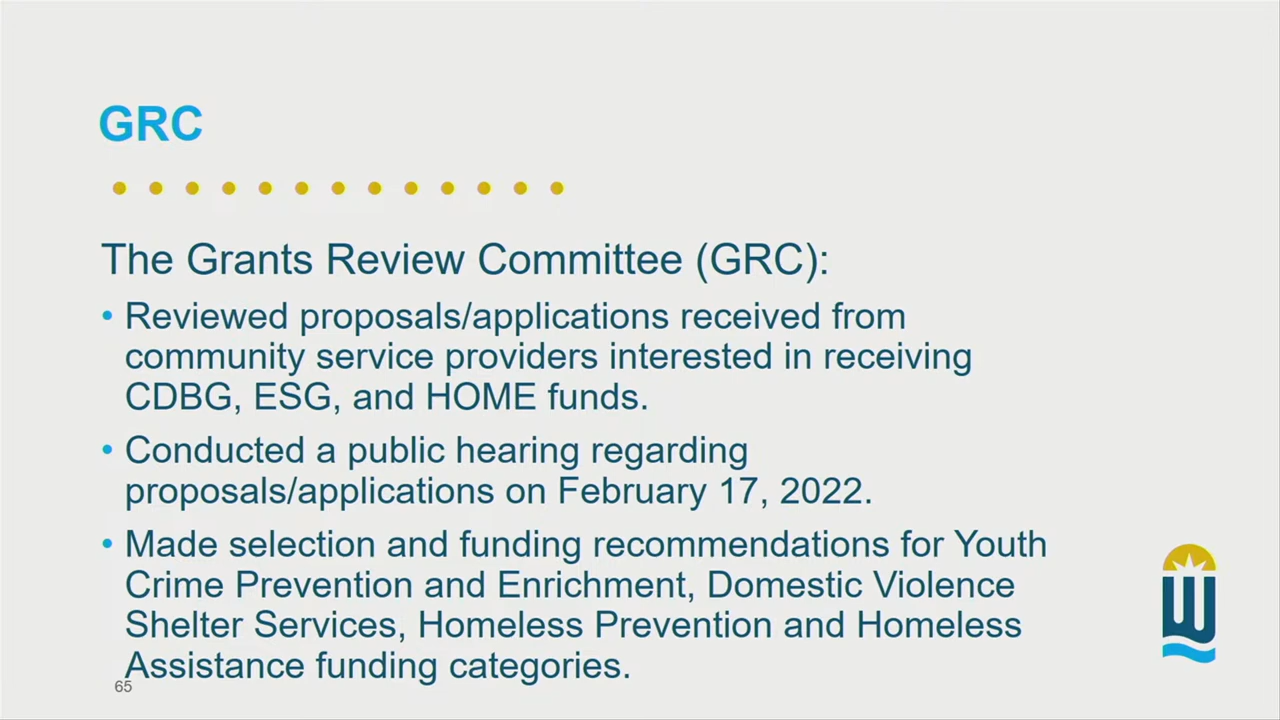 GRC
The Grants Review Committee (GRC):
• Reviewed proposals/applications received from
community service providers interested in receiving
CDBG, ESG, and HOME funds.
• Conducted a public hearing regarding
proposals/applications on February 17, 2022.
• Made selection and funding recommendations for Youth
Crime Prevention and Enrichment, Domestic Violence
Shelter Services, Homeless Prevention and Homeless
Assistance funding categories.
65
W